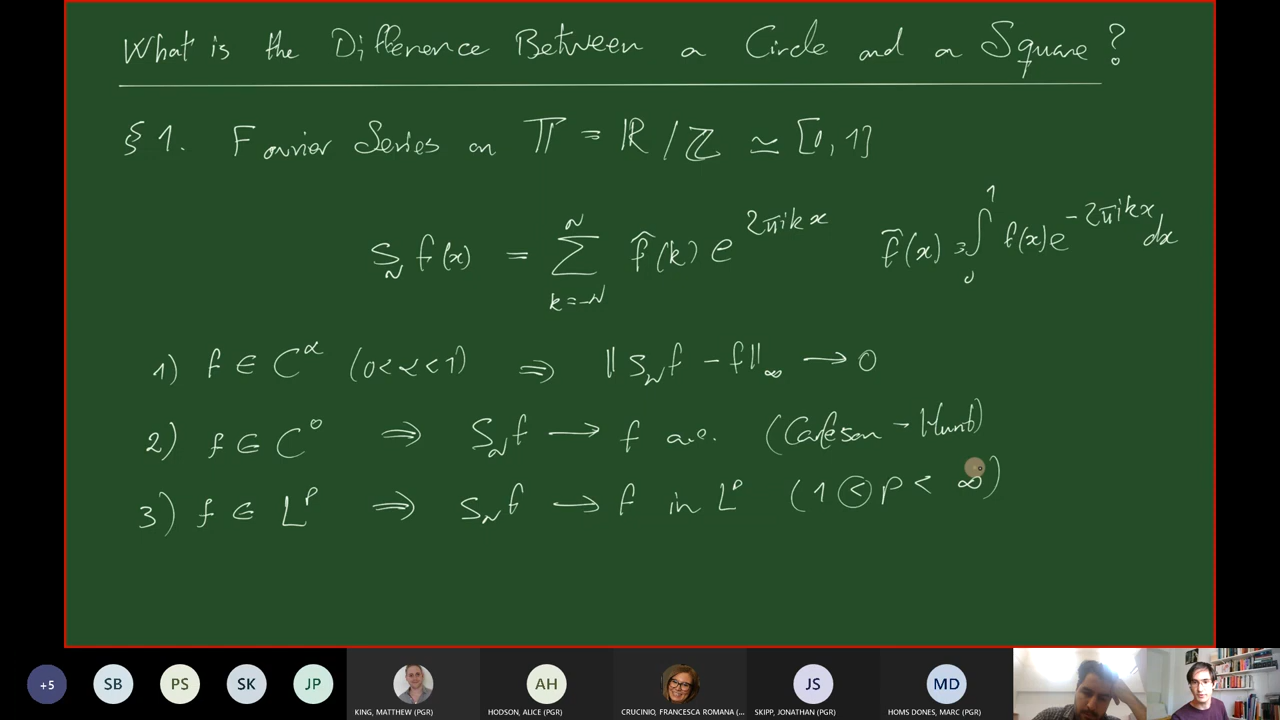 What is the Difference Between a Circle and a Square?
§1. Fourier Series on 𝕋 = ℝ/ℤ ≃ [0,1]
S_N f(x) = ∑_{k=-N}^{N} f̂(k) e^{2πikx} f̂(x) = ∫_0^1 f(x)e^{-2πikx}dx
1) f ∈ C^α (0<α<1) ⇒ ‖S_N f - f‖_∞ → 0
2) f ∈ C^0 ⇒ S_N f → f a.e. (Carleson - Hunt)
3) f ∈ L^p ⇒ S_N f → f in L^p (1 < p < ∞)
+5 SB PS SK JP AH JS MD
KING, MATTHEW (PGR) HODSON, ALICE (PGR) CRUCINIO, FRANCESCA ROMANA (... SKIPP, JONATHAN (PGR) HOMS DONES, MARC (PGR)